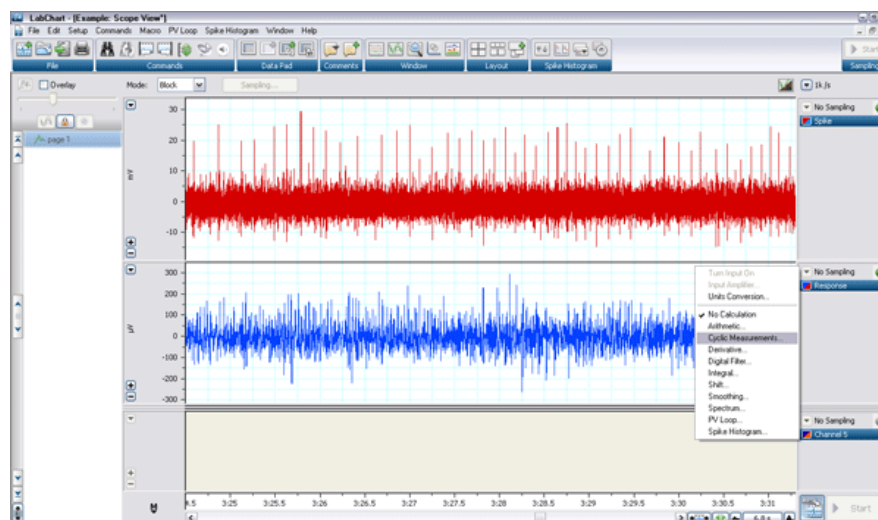 LabChart - [Example: Scope View*]
File Edit Setup Commands Macro PV Loop Spike Histogram Window Help
File Commands Data Pad Comments Window Layout Spike Histogram Sampling
Start
Overlay Mode: Block Sampling... 1k /s
page 1
30
20
10
0
-10
mV
No Sampling
Spike
300
200
100
0
-100
-200
-300
µV
No Sampling
Response
Turn Input On
Input Amplifier...
Units Conversion...
No Calculation
Arithmetic...
Cyclic Measurements...
Derivative...
Digital Filter...
Integral...
Shift...
Smoothing...
Spectrum...
PV Loop...
Spike Histogram...
No Sampling
Channel 5
3:25 3:25.5 3:26 3:26.5 3:27 3:27.5 3:28 3:28.5 3:29 3:29.5 3:30 3:30.5 3:31
Start